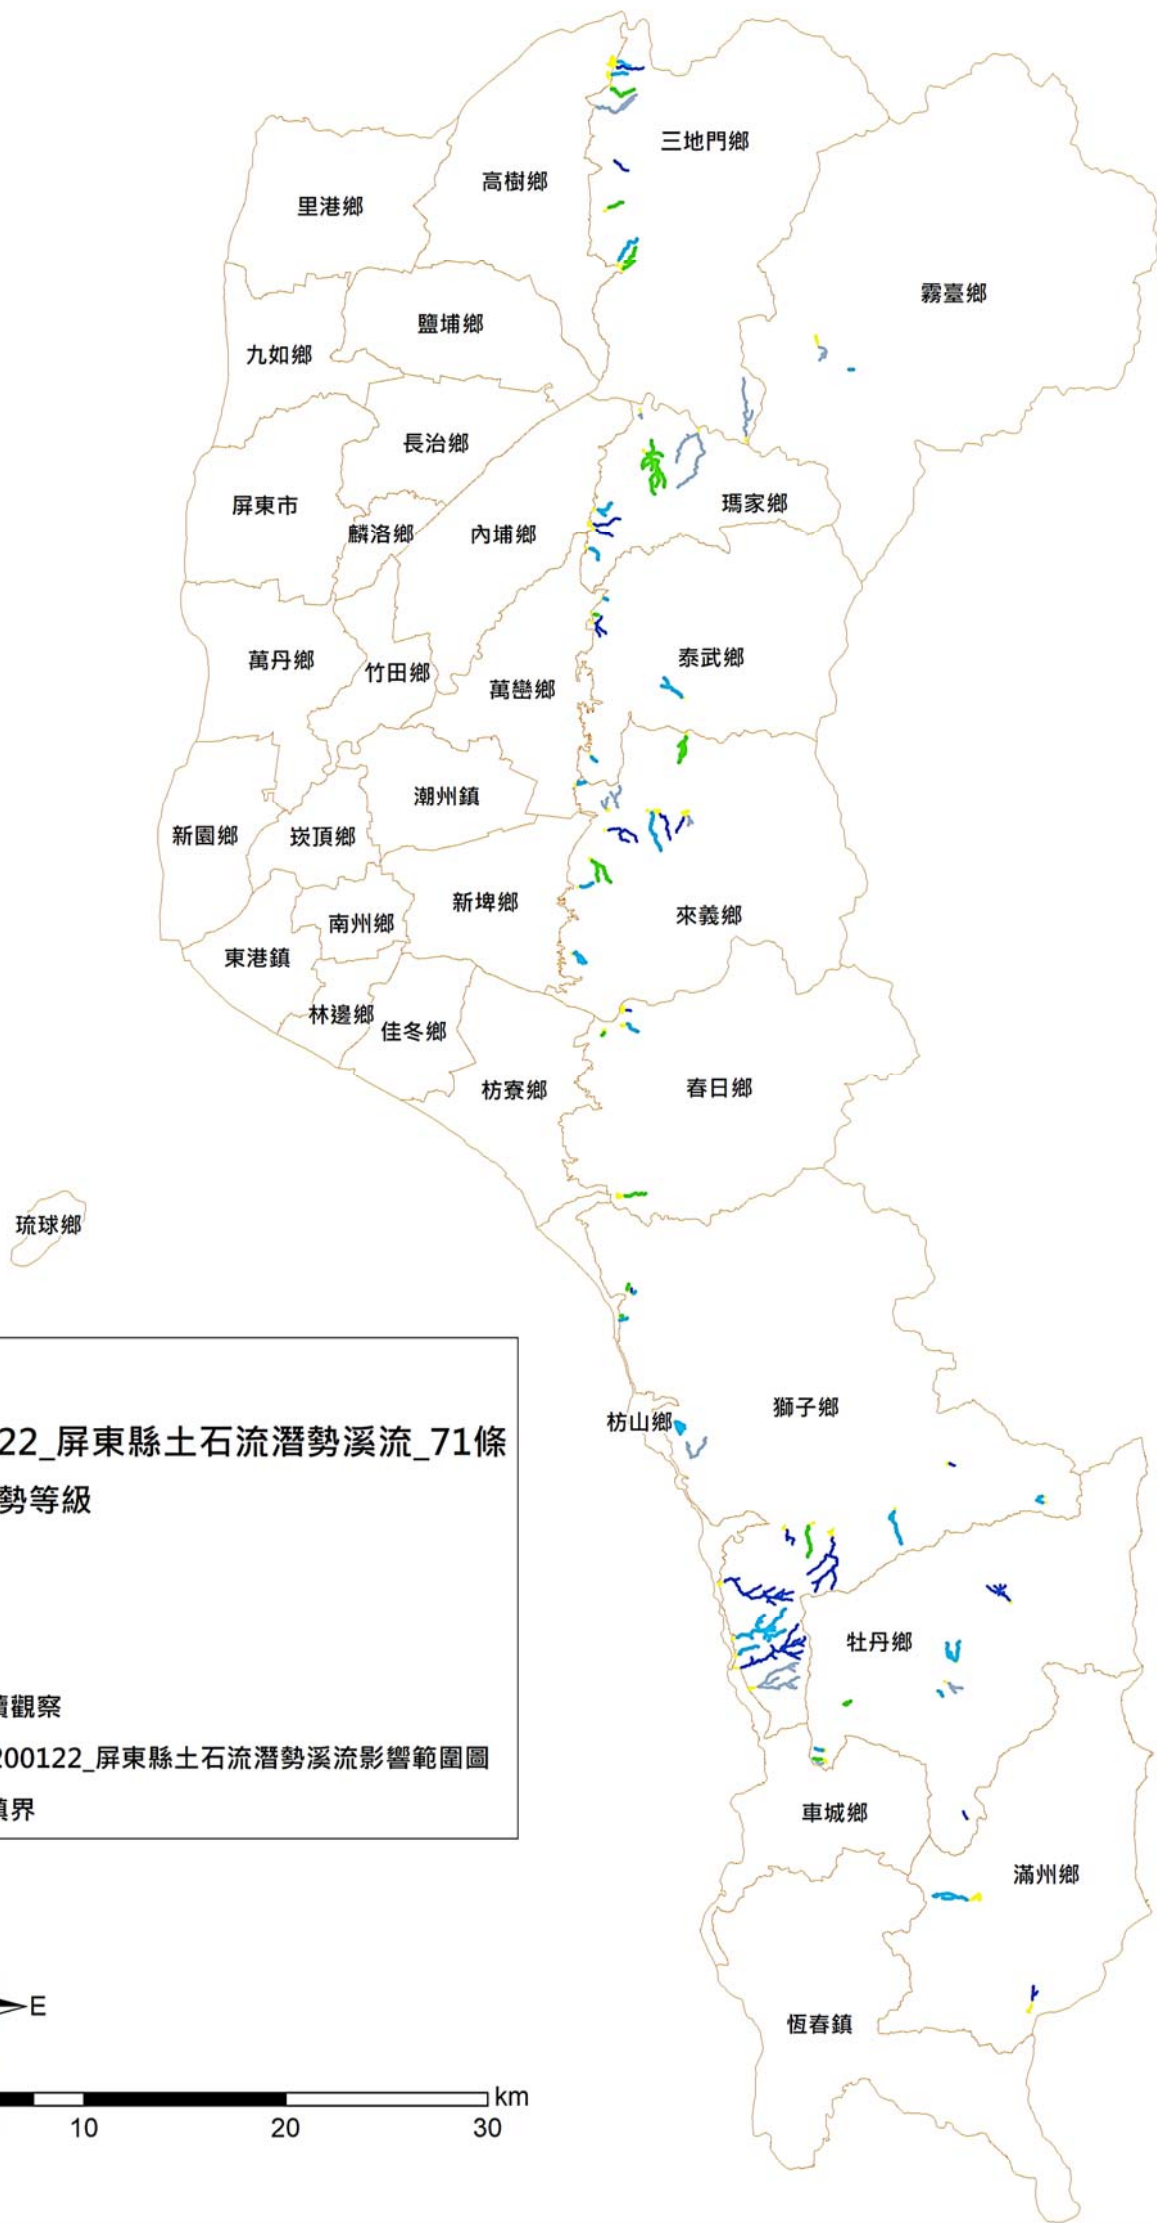 三地門鄉
高樹鄉
里港鄉
霧臺鄉
鹽埔鄉
九如鄉
長治鄉
瑪家鄉
屏東市
麟洛鄉
內埔鄉
泰武鄉
萬丹鄉
竹田鄉
萬巒鄉
潮州鎮
新園鄉
崁頂鄉
新埤鄉
來義鄉
南州鄉
東港鎮
林邊鄉
佳冬鄉
枋寮鄉
春日鄉
琉球鄉
獅子鄉
枋山鄉
22_屏東縣土石流潛勢溪流_71條
勢等級
牡丹鄉
觀察
200122_屏東縣土石流潛勢溪流影響範圍圖
鎮界
車城鄉
滿州鄉
E
恆春鎮
km
10 20 30